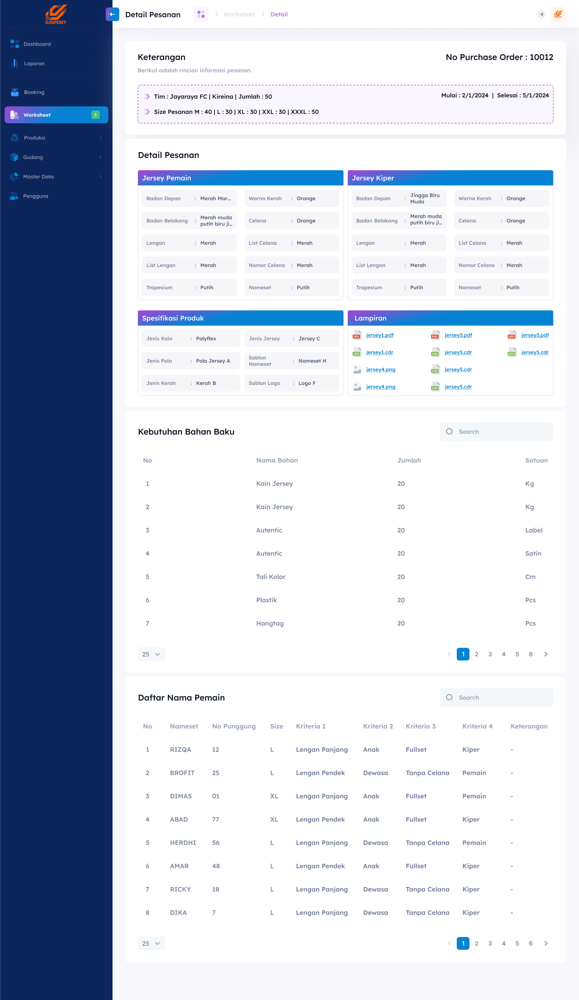 DJSPORT
Detail Pesanan
Worksheet
Detail
Dashboard
Laporan
Booking
Worksheet
Produksi
Gudang
Master Data
Pengguna
Keterangan
No Purchase Order : 10012
Berikut adalah rincian informasi pesanan.
Tim : Jayaraya FC | Kireina | Jumlah : 50
Mulai : 2/1/2024 | Selesai : 5/1/2024
Size Pesanan M : 40 | L : 30 | XL : 30 | XXL : 30 | XXXL : 50
Detail Pesanan
Jersey Pemain
Badan Depan : Merah Mar...
Warna Kerah : Orange
Badan Belakang : Merah muda putih biru ji...
Celana : Orange
Lengan : Merah
List Celana : Merah
List Lengan : Merah
Nomor Celana : Merah
Trapesium : Putih
Nameset : Putih
Jersey Kiper
Badan Depan : Jingga Biru Muda
Warna Kerah : Orange
Badan Belakang : Merah muda putih biru ji...
Celana : Orange
Lengan : Merah
List Celana : Merah
List Lengan : Merah
Nomor Celana : Merah
Trapesium : Putih
Nameset : Putih
Spesifikasi Produk
Jenis Kain : Polyflex
Jenis Jersey : Jersey C
Jenis Pola : Pola Jersey A
Sablon Nameset : Nameset H
Jenis Kerah : Kerah B
Sablon Logo : Logo F
Lampiran
jersey1.pdf
jersey3.pdf
jersey5.pdf
jersey1.cdr
jersey5.cdr
jersey5.cdr
jersey4.png
jersey5.cdr
jersey4.png
jersey5.cdr
Kebutuhan Bahan Baku
Search
No Nama Bahan Jumlah Satuan
1 Kain Jersey 20 Kg
2 Kain Jersey 20 Kg
3 Autentic 20 Label
4 Autentic 20 Satin
5 Tali Kolor 20 Cm
6 Plastik 20 Pcs
7 Hangtag 20 Pcs
25
1 2 3 4 5 6
Daftar Nama Pemain
Search
No Nameset No Punggung Size Kriteria 1 Kriteria 2 Kriteria 3 Kriteria 4 Keterangan
1 RIZQA 12 L Lengan Panjang Anak Fullset Kiper -
2 BROFIT 25 L Lengan Pendek Dewasa Tanpa Celana Pemain -
3 DIMAS 01 XL Lengan Panjang Anak Fullset Pemain -
4 ABAD 77 XL Lengan Pendek Anak Fullset Kiper -
5 HERDHI 56 L Lengan Panjang Dewasa Tanpa Celana Pemain -
6 AMAR 48 L Lengan Pendek Anak Fullset Kiper -
7 RICKY 18 L Lengan Panjang Dewasa Tanpa Celana Kiper -
8 DIKA 7 L Lengan Panjang Dewasa Tanpa Celana Kiper -
25
1 2 3 4 5 6